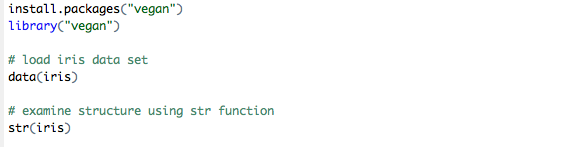 install.packages("vegan")
library("vegan")
# load iris data set
data(iris)
# examine structure using str function
str(iris)